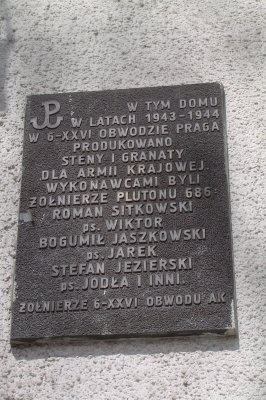 W TYM DOMU
W LATACH 1943-1944
W 6-XXVI OBWODZIE PRAGA
PRODUKOWANO
STENY I GRANATY
DLA ARMII KRAJOWEJ.
WYKONAWCAMI BYLI
ŻOŁNIERZE PLUTONU 686:
ROMAN SITKOWSKI
ps. WIKTOR
BOGUMIŁ JASZKOWSKI
ps. JAREK
STEFAN JEZIERSKI
ps. JODŁA I INNI.
ŻOŁNIERZE 6-XXVI OBWODU AK